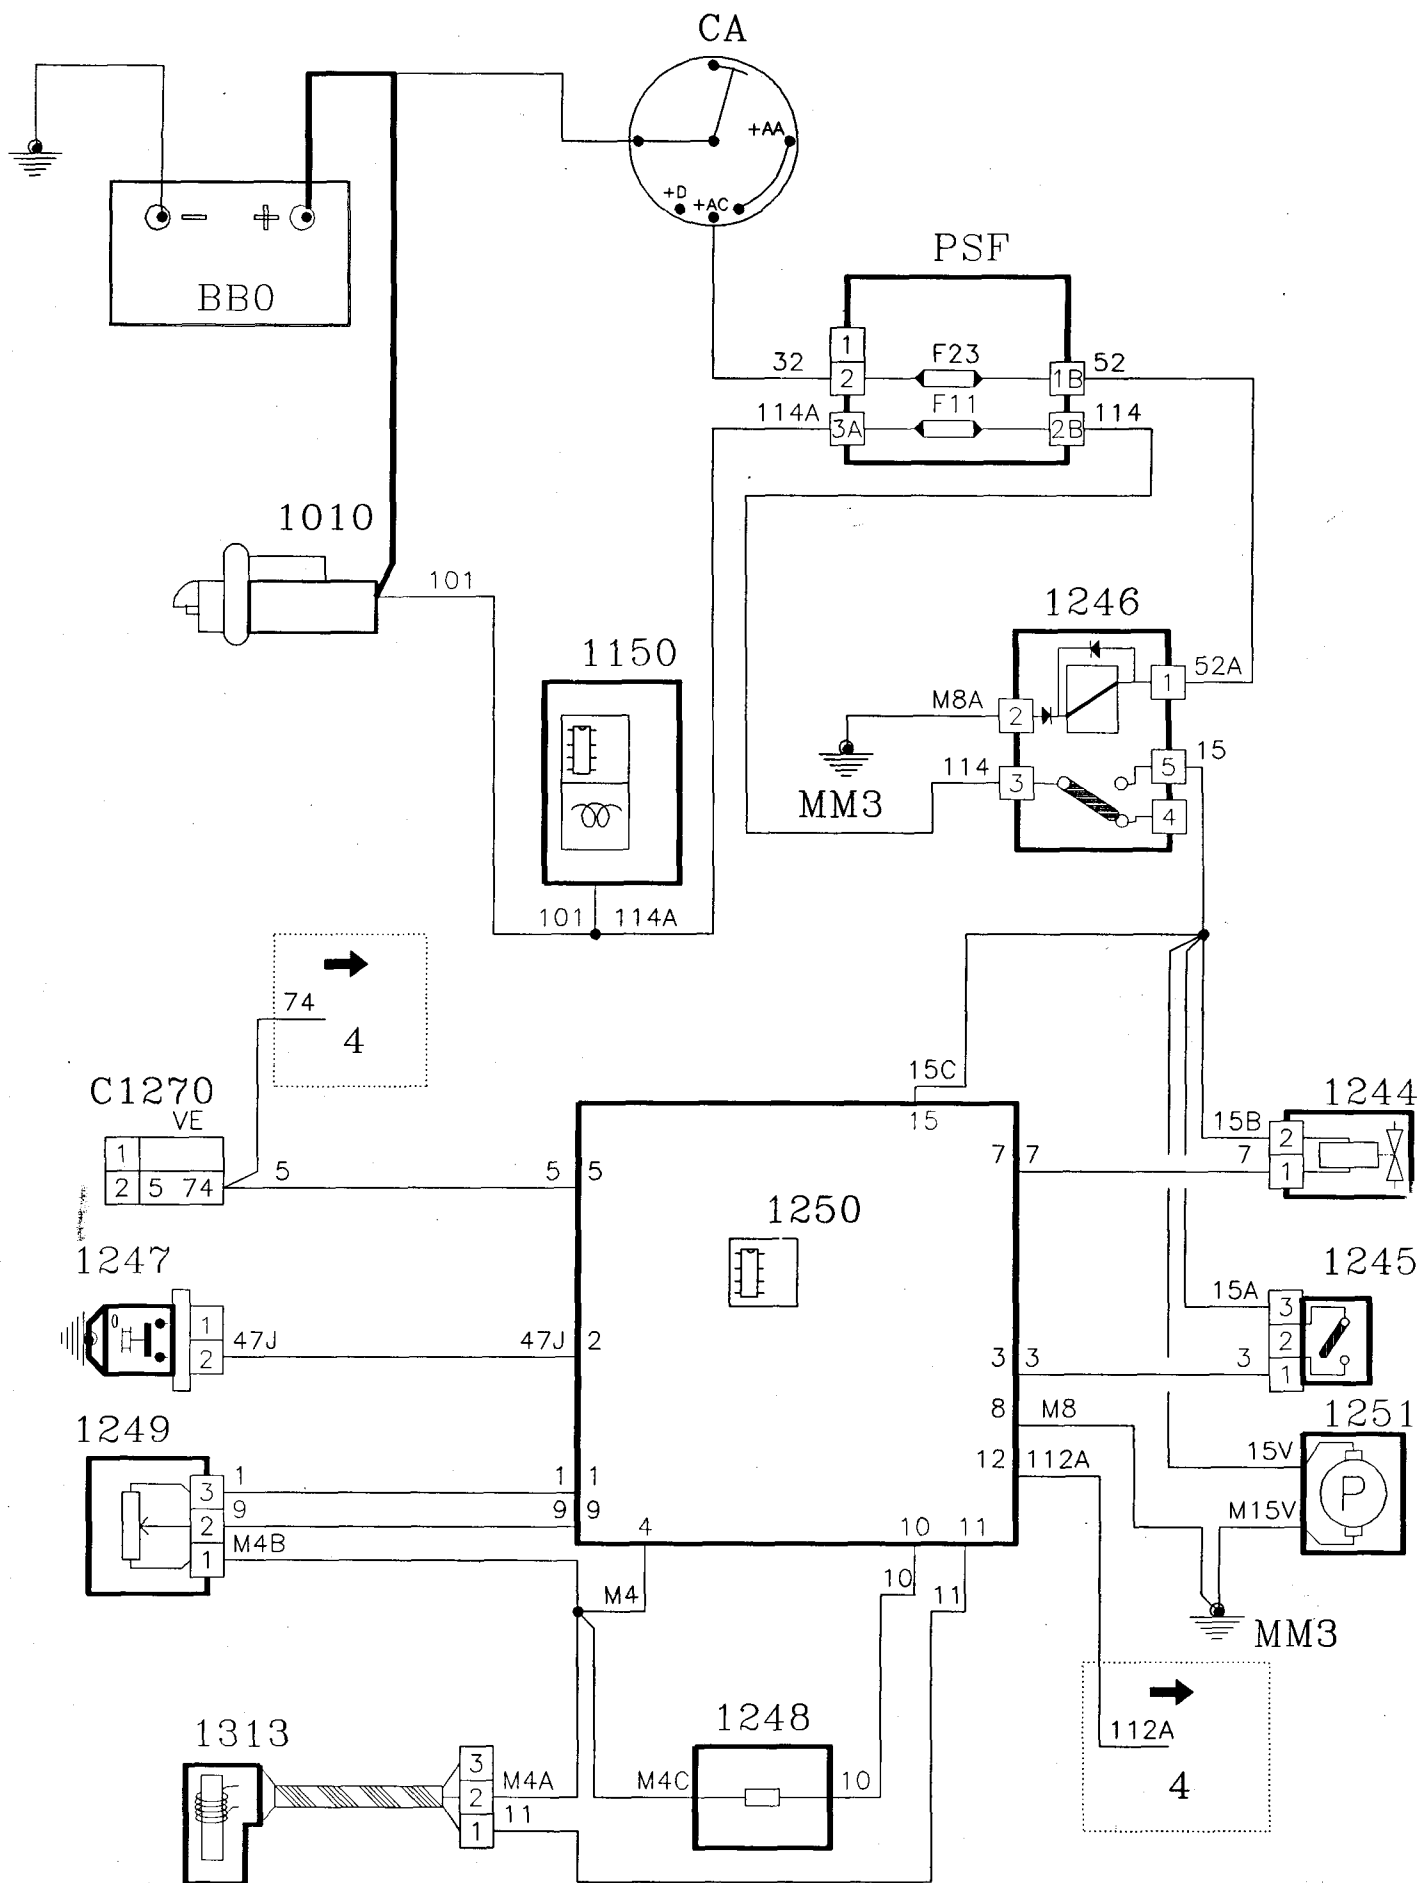 CA
+AA
+D
+AC
- +
BB0
PSF
1
32 2 F23 1B 52
114A 3A F11 2B 114
1010
101
1246
1150
1 52A
M8A 2
5 15
114 3
MM3
4
101 114A
74
4
15C
C1270
VE
1
2 5 74
5 5 5
15
7 7
1250
1244
15B 2
7 1
1247
1
2
47J 47J 2
1245
15A 3
2
3 3 3 1
8 M8
12 112A
1249
3 1 1 1
2 9 9 9
1 M4B
1251
15V
P
M15V
4
10 11
M4
10
11
MM3
112A
4
1313
3
2 M4A
1 11
1248
M4C 10